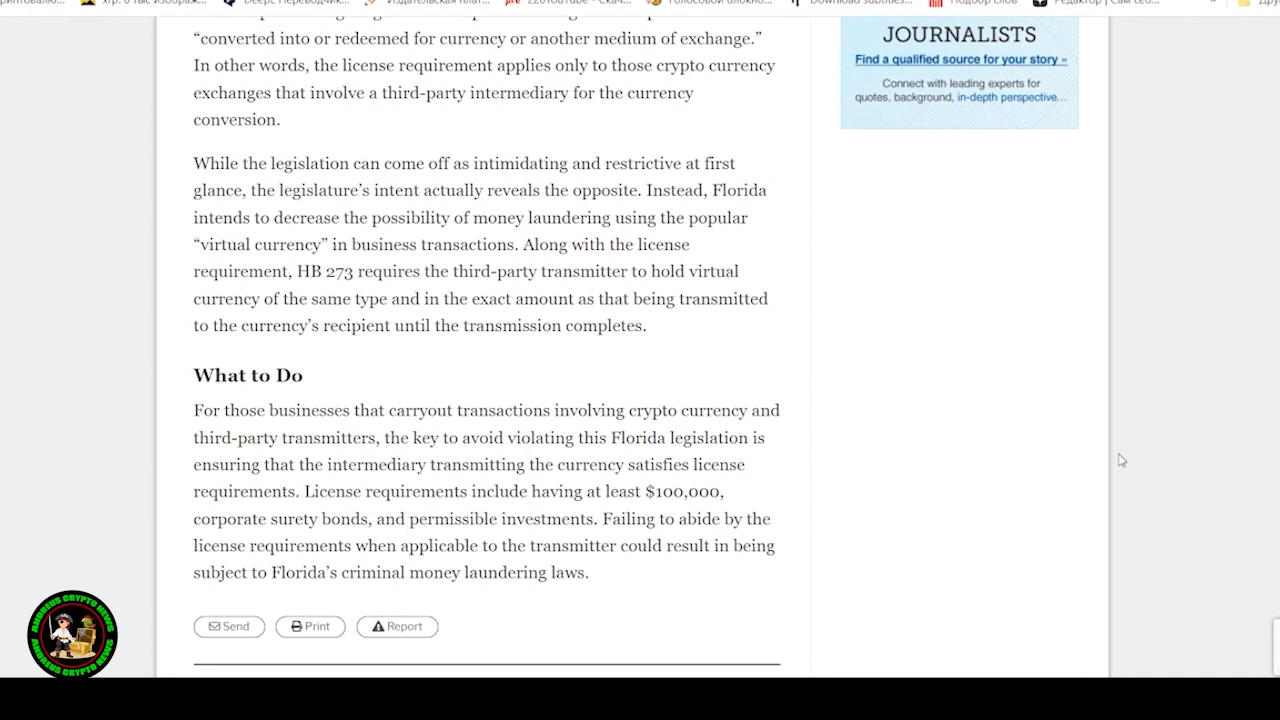 Download subtitles...
"converted into or redeemed for currency or another medium of exchange."
In other words, the license requirement applies only to those crypto currency
exchanges that involve a third-party intermediary for the currency
conversion.
While the legislation can come off as intimidating and restrictive at first
glance, the legislature's intent actually reveals the opposite. Instead, Florida
intends to decrease the possibility of money laundering using the popular
"virtual currency" in business transactions. Along with the license
requirement, HB 273 requires the third-party transmitter to hold virtual
currency of the same type and in the exact amount as that being transmitted
to the currency's recipient until the transmission completes.
What to Do
For those businesses that carryout transactions involving crypto currency and
third-party transmitters, the key to avoid violating this Florida legislation is
ensuring that the intermediary transmitting the currency satisfies license
requirements. License requirements include having at least $100,000,
corporate surety bonds, and permissible investments. Failing to abide by the
license requirements when applicable to the transmitter could result in being
subject to Florida's criminal money laundering laws.
Send Print Report
JOURNALISTS
Find a qualified source for your story »
Connect with leading experts for
quotes, background, in-depth perspective...
ANDREUS CRYPTO NEWS
ANDREUS CRYPTO NEWS